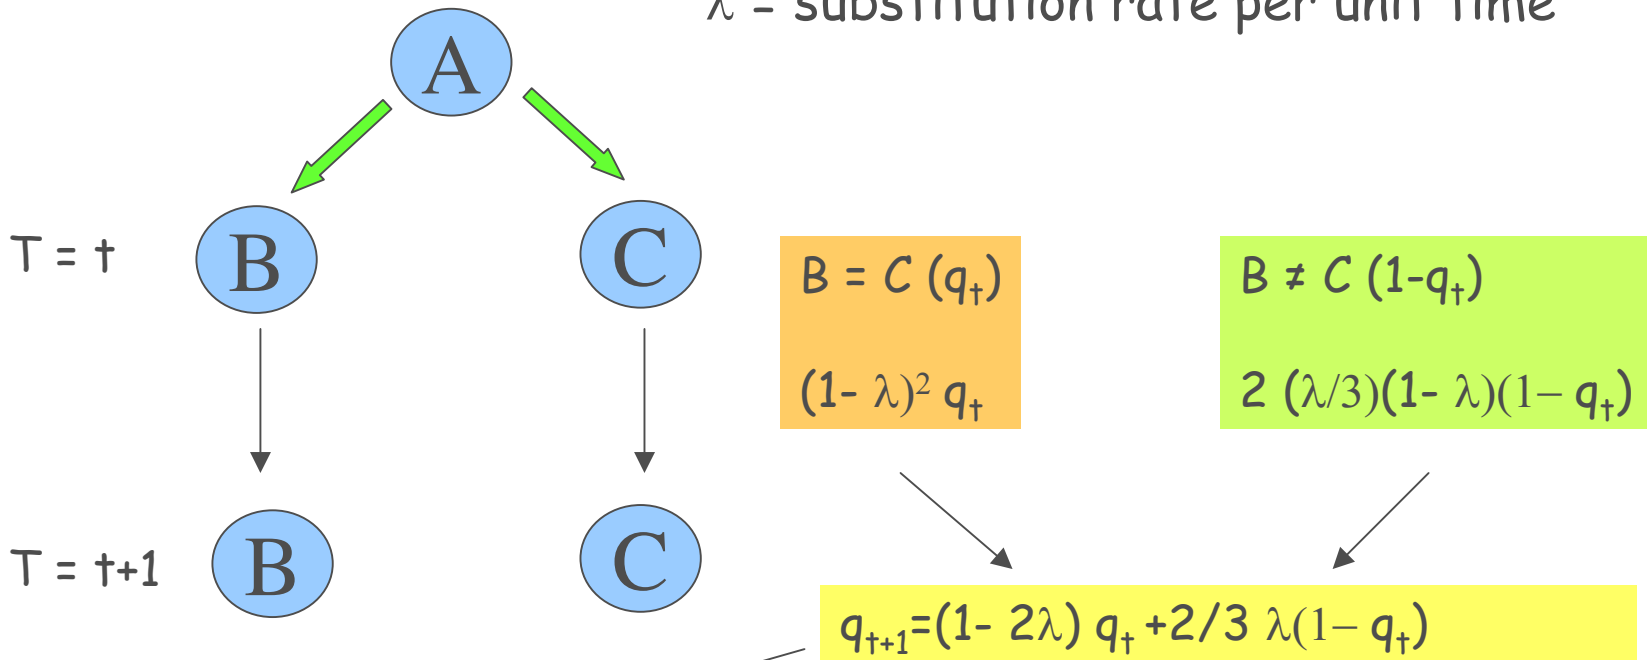 λ = substitution rate per unit time
A
T = t
B
C
B = C (qₜ)
(1- λ)² qₜ
B ≠ C (1-qₜ)
2 (λ/3)(1- λ)(1– qₜ)
T = t+1
B
C
qₜ₊₁=(1- 2λ) qₜ +2/3 λ(1– qₜ)